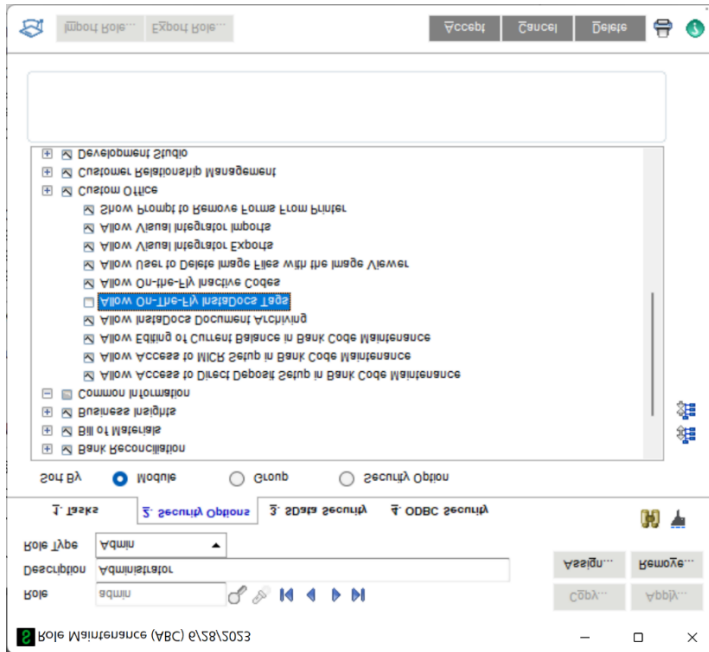 Role Maintenance (ABC) 6/28/2023
Role admin
Copy... Apply...
Description Administrator
Assign... Remove...
Role Type Admin
1. Tasks 2. Security Options 3. SData Security 4. ODBC Security
Sort By Module Group Security Option
Bank Reconciliation
Bill of Materials
Business Insights
Common Information
Allow Access to Direct Deposit Setup in Bank Code Maintenance
Allow Access to MICR Setup in Bank Code Maintenance
Allow Editing of Current Balance in Bank Code Maintenance
Allow InstaDocs Document Archiving
Allow On-The-Fly InstaDocs Tags
Allow On-the-Fly Inactive Codes
Allow User to Delete Image Files with the Image Viewer
Allow Visual Integrator Exports
Allow Visual Integrator Imports
Show Prompt to Remove Forms From Printer
Custom Office
Customer Relationship Management
Development Studio
Import Role... Export Role... Accept Cancel Delete